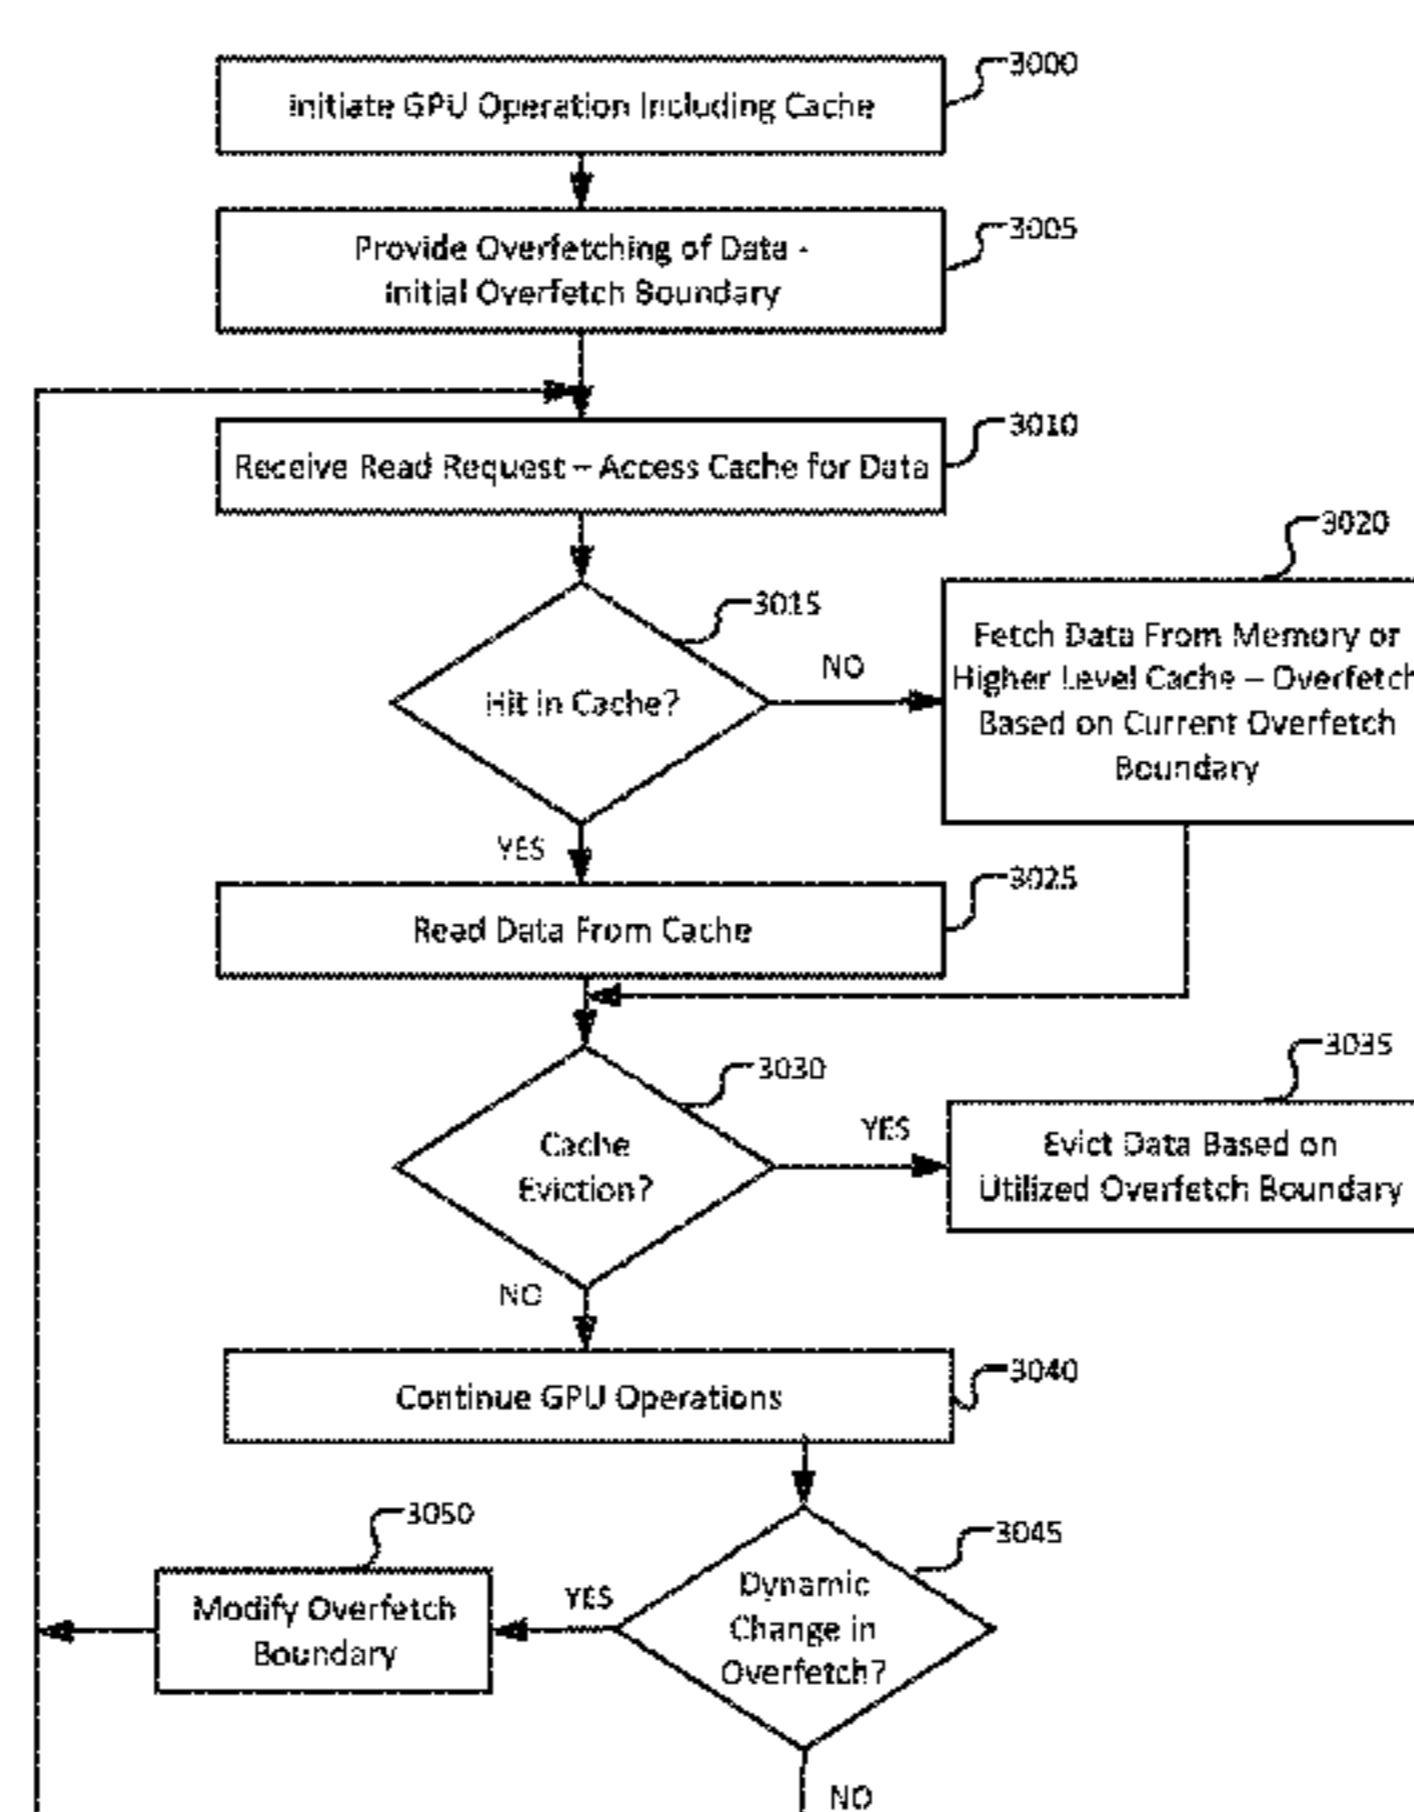 3000
Initiate GPU Operation Including Cache
3005
Provide Overfetching of Data -
Initial Overfetch Boundary
3010
Receive Read Request – Access Cache for Data
3020
3015
Fetch Data From Memory or
Higher Level Cache – Overfetch
Based on Current Overfetch
Boundary
NO
Hit in Cache?
YES
3025
Read Data From Cache
3035
3030
YES
Evict Data Based on
Utilized Overfetch Boundary
Cache
Eviction?
NO
3040
Continue GPU Operations
3050
3045
Modify Overfetch
Boundary
YES
Dynamic
Change in
Overfetch?
NO